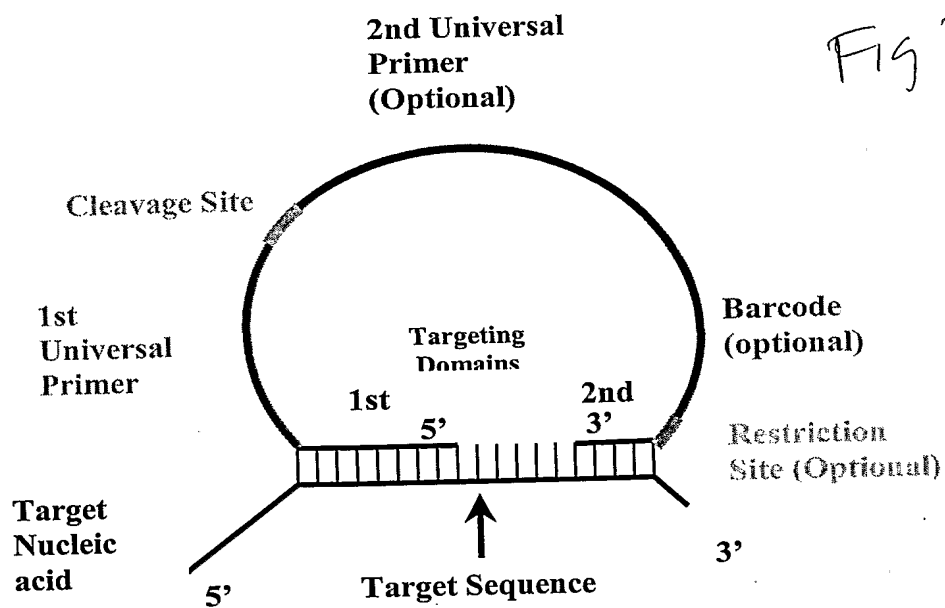 2nd Universal
Primer
(Optional)
Fig
Cleavage Site
1st
Universal
Primer
Targeting
Domains
Barcode
(optional)
1st
2nd
5’
3’
Restriction
Site (Optional)
Target
Nucleic
acid
5’
Target Sequence
3’